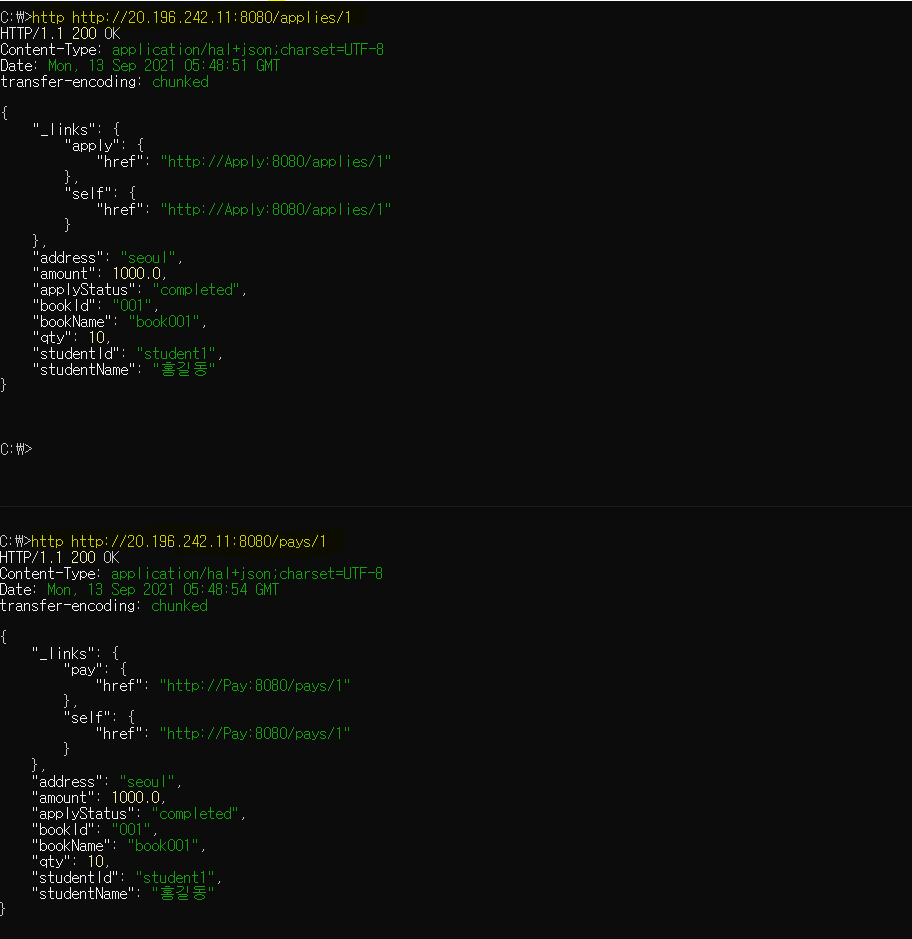 C:\>http http://20.196.242.11:8080/applies/1
HTTP/1.1 200 OK
Content-Type: application/hal+json;charset=UTF-8
Date: Mon, 13 Sep 2021 05:48:51 GMT
transfer-encoding: chunked
{
    "_links": {
        "apply": {
            "href": "http://Apply:8080/applies/1"
        },
        "self": {
            "href": "http://Apply:8080/applies/1"
        }
    },
    "address": "seoul",
    "amount": 1000.0,
    "applyStatus": "completed",
    "bookId": "001",
    "bookName": "book001",
    "qty": 10,
    "studentId": "student1",
    "studentName": "홍길동"
}
C:₩>
C:₩>http http://20.196.242.11:8080/pays/1
HTTP/1.1 200 OK
Content-Type: application/hal+json;charset=UTF-8
Date: Mon, 13 Sep 2021 05:48:54 GMT
transfer-encoding: chunked
{
    "_links": {
        "pay": {
            "href": "http://Pay:8080/pays/1"
        },
        "self": {
            "href": "http://Pay:8080/pays/1"
        }
    },
    "address": "seoul",
    "amount": 1000.0,
    "applyStatus": "completed",
    "bookId": "001",
    "bookName": "book001",
    "qty": 10,
    "studentId": "student1",
    "studentName": "홍길동"
}